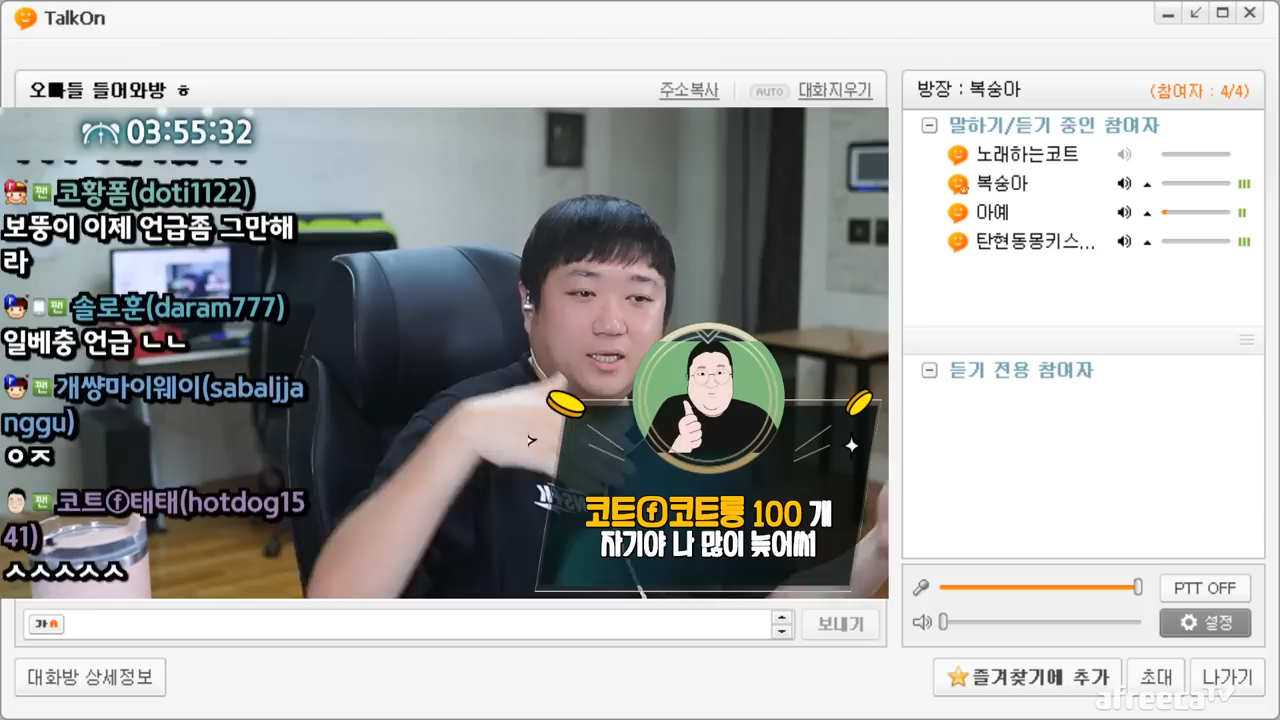 TalkOn
오빠들 들어와방 ㅎ
주소복사
AUTO
대화지우기
03:55:32
코황폼(doti1122)
보뚱이 이제 언급좀 그만해
라
솔로훈(daram777)
일베충 언급 ㄴㄴ
개썅마이웨이(sabaljja
nggu)
ㅇㅈ
코트ⓕ태태(hotdog15
41)
ㅅㅅㅅㅅㅅ
코트ⓕ코트룽 100 개
자기야 나 많이 늦어써
가A
보내기
대화방 상세정보
방장 : 복숭아
(참여자 : 4/4)
말하기/듣기 중인 참여자
노래하는코트
복숭아
아예
탄현동몽키스...
듣기 전용 참여자
PTT OFF
설정
즐겨찾기에 추가
초대
나가기
afreecaTV